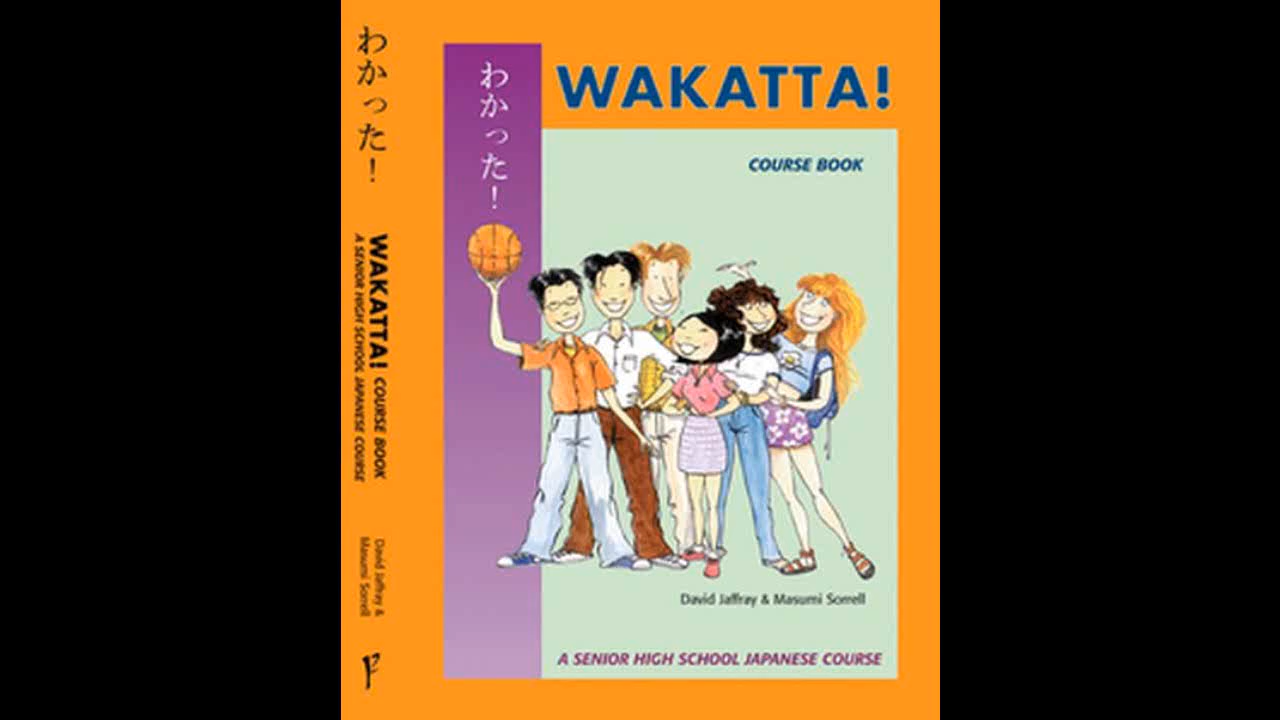 わかった!
WAKATTA! COURSE BOOK
A SENIOR HIGH SCHOOL JAPANESE COURSE
David Jaffray &
Masumi Sorrell
わかった!
WAKATTA!
COURSE BOOK
David Jaffray & Masumi Sorrell
A SENIOR HIGH SCHOOL JAPANESE COURSE